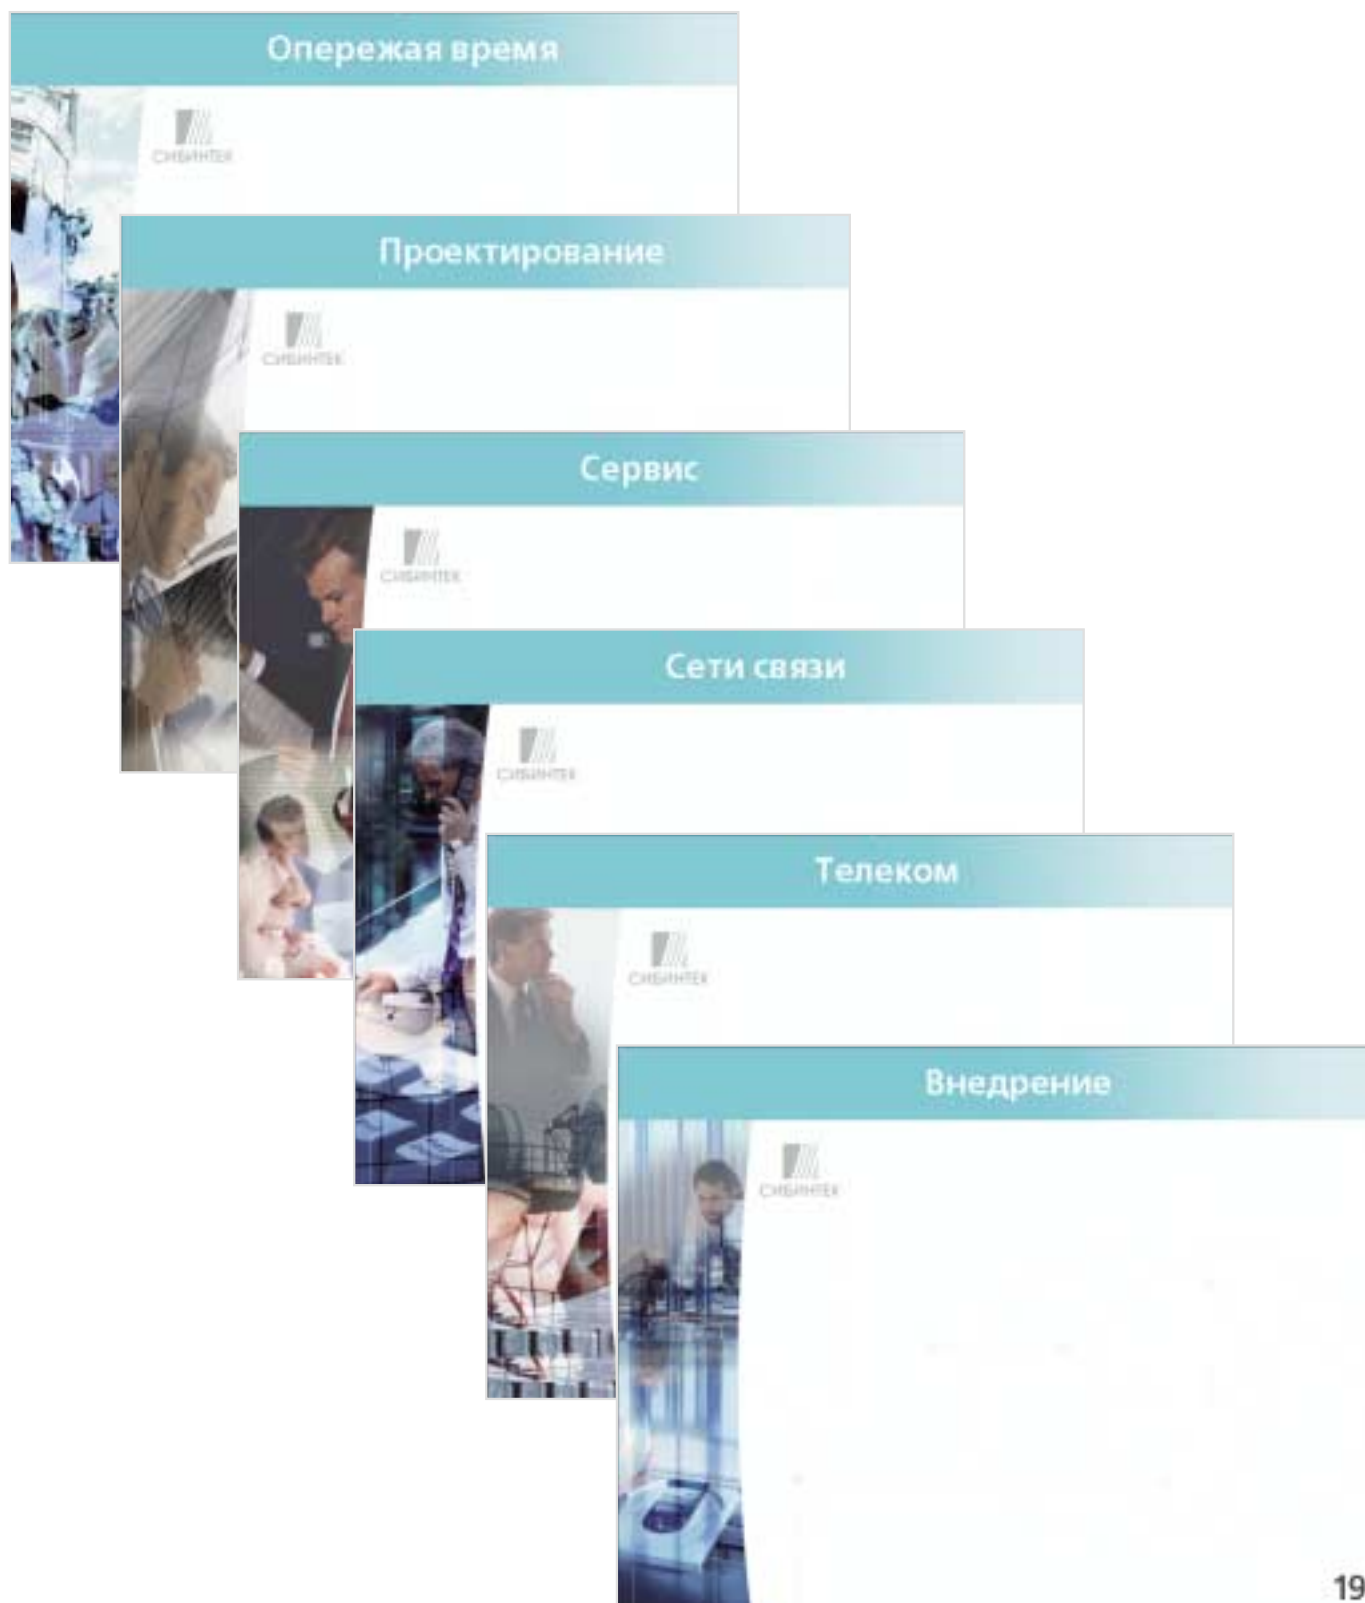 Опережая время
СИБИНТЕК
Проектирование
СИБИНТЕК
Сервис
СИБИНТЕК
Сети связи
СИБИНТЕК
Телеком
СИБИНТЕК
Внедрение
СИБИНТЕК
19